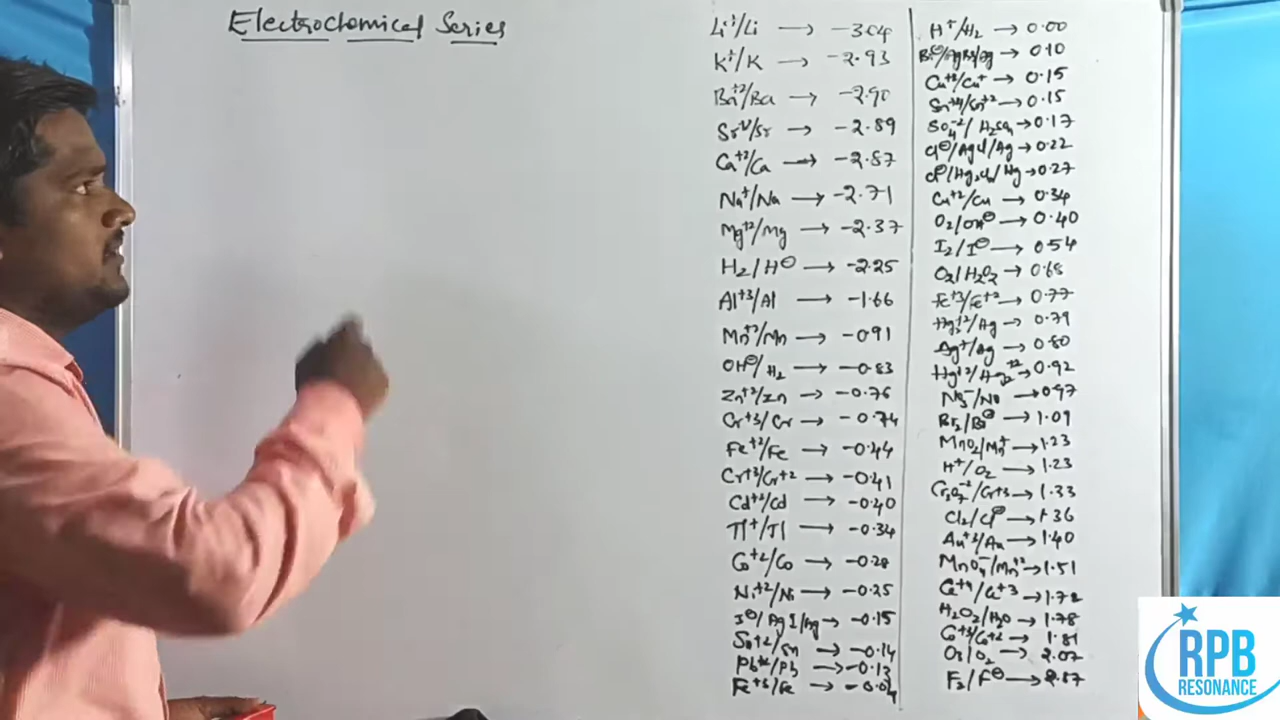 Electrochemical Series
Li⁺/Li → -3.04
K⁺/K → -2.93
Ba⁺²/Ba → -2.90
Sr⁺²/Sr → -2.89
Ca⁺²/Ca → -2.87
Na⁺/Na → -2.71
Mg⁺²/Mg → -2.37
H₂/H⊖ → -2.25
Al⁺³/Al → -1.66
Mn⁺²/Mn → -0.91
OH⊖/H₂ → -0.83
Zn⁺²/Zn → -0.76
Cr⁺³/Cr → -0.74
Fe⁺²/Fe → -0.44
Cr⁺³/Cr⁺² → -0.41
Cd⁺²/Cd → -0.40
Tl⁺/Tl → -0.34
Co⁺²/Co → -0.28
Ni⁺²/Ni → -0.25
I⊖/AgI/Ag → -0.15
Sn⁺²/Sn → -0.14
Pb⁺²/Pb → -0.13
Fe⁺³/Fe → -0.04
H⁺/H₂ → 0.00
Br⊖/AgBr/Ag → 0.10
Cu⁺²/Cu⁺ → 0.15
Sn⁺⁴/Sn⁺² → 0.15
SO₄⁻²/H₂SO₃ → 0.17
Cl⊖/AgCl/Ag → 0.22
Cl⊖/Hg₂Cl₂/Hg → 0.27
Cu⁺²/Cu → 0.34
O₂/OH⊖ → 0.40
I₂/I⊖ → 0.54
O₂/H₂O₂ → 0.68
Fe⁺³/Fe⁺² → 0.77
Hg₂⁺²/Hg → 0.79
Ag⁺/Ag → 0.80
Hg⁺²/Hg₂⁺² → 0.92
NO₃⁻/NO → 0.97
Br₂/Br⊖ → 1.09
MnO₂/Mn⁺ → 1.23
H⁺/O₂ → 1.23
Cr₂O₇⁻²/Cr+3 → 1.33
Cl₂/Cl⊖ → 1.36
Au⁺³/Au → 1.40
MnO₄⁻/Mn⁺² → 1.51
Ce⁺⁴/Ce⁺³ → 1.72
H₂O₂/H₂O → 1.78
Co⁺³/Co⁺² → 1.81
O₃/O₂ → 2.07
F₂/F⊖ → 2.87
RPB
RESONANCE